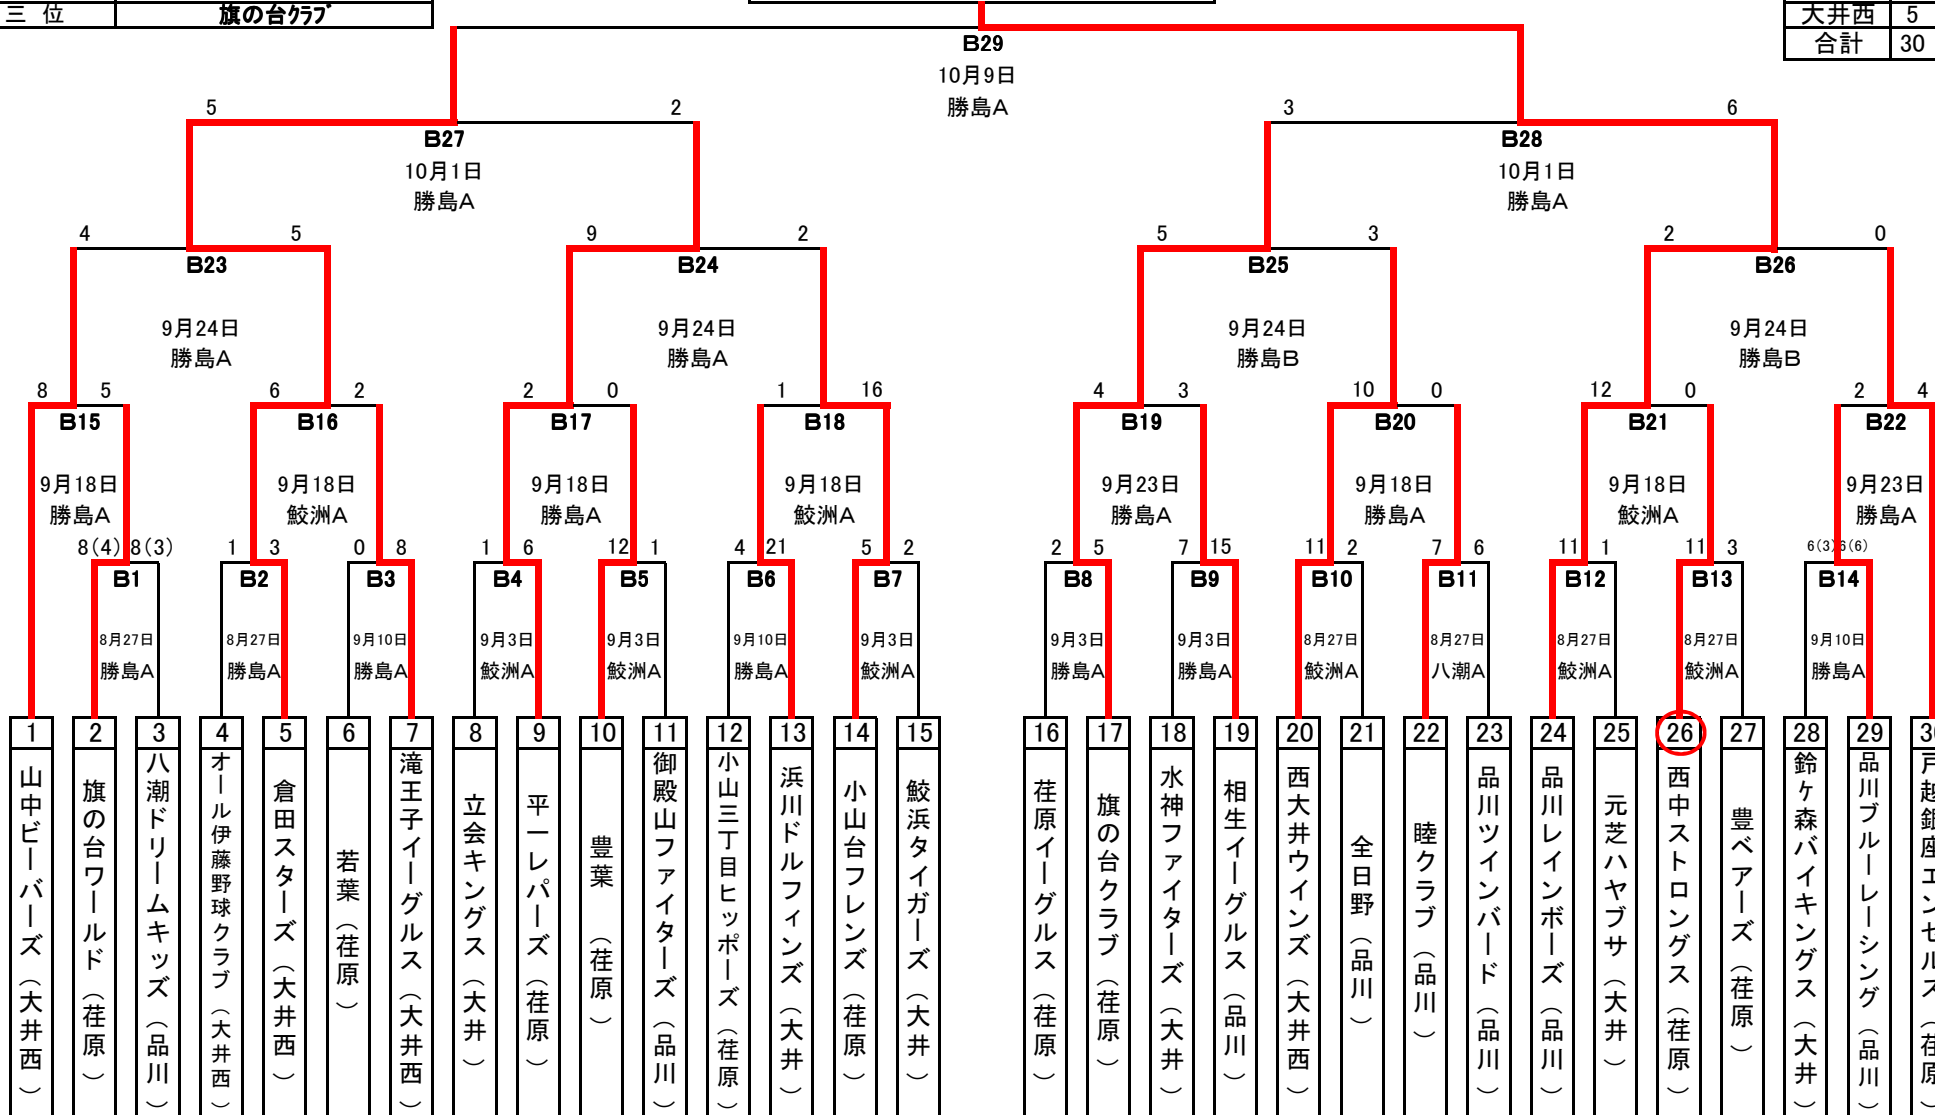 三 位 旗の台ｸﾗﾌﾞ
大井西 5
合計 30
B29
10月9日
勝島A
5 2 3 6
B27 B28
10月1日 10月1日
勝島A 勝島A
4 5 9 2 5 3 2 0
B23 B24 B25 B26
9月24日 9月24日 9月24日 9月24日
勝島A 勝島A 勝島B 勝島B
8 5 6 2 2 0 1 16 4 3 10 0 12 0 2 4
B15 B16 B17 B18 B19 B20 B21 B22
9月18日 9月18日 9月18日 9月18日 9月23日 9月18日 9月18日 9月23日
勝島A 鮫洲A 勝島A 鮫洲A 勝島A 勝島A 鮫洲A 勝島A
8(4) 8(3) 1 3 0 8 1 6 12 1 4 21 5 2 2 5 7 15 11 2 7 6 11 1 11 3 6(3) 6(6)
B1 B2 B3 B4 B5 B6 B7 B8 B9 B10 B11 B12 B13 B14
8月27日 8月27日 9月10日 9月3日 9月3日 9月10日 9月3日 9月3日 9月3日 8月27日 8月27日 8月27日 8月27日 9月10日
勝島A 勝島A 勝島A 鮫洲A 鮫洲A 勝島A 鮫洲A 勝島A 勝島A 鮫洲A 八潮A 鮫洲A 鮫洲A 勝島A
1 2 3 4 5 6 7 8 9 10 11 12 13 14 15 16 17 18 19 20 21 22 23 24 25 26 27 28 29 30
山中ビーバーズ（大井西）
旗の台ワールド（荏原）
八潮ドリームキッズ（品川）
オール伊藤野球クラブ（大井西）
倉田スターズ（大井西）
若葉（荏原）
滝王子イーグルス（大井西）
立会キングス（大井）
平一レパーズ（荏原）
豊葉（荏原）
御殿山ファイターズ（品川）
小山三丁目ヒッポーズ（荏原）
浜川ドルフィンズ（大井）
小山台フレンズ（荏原）
鮫浜タイガーズ（大井）
荏原イーグルス（荏原）
旗の台クラブ（荏原）
水神ファイターズ（大井）
相生イーグルス（品川）
西大井ウインズ（大井西）
全日野（品川）
睦クラブ（品川）
品川ツインバード（品川）
品川レインボーズ（品川）
元芝ハヤブサ（大井）
西中ストロングス（荏原）
豊ベアーズ（荏原）
鈴ケ森バイキングス（大井）
品川ブルーレーシング（品川）
戸越銀座エンゼルス（荏原）